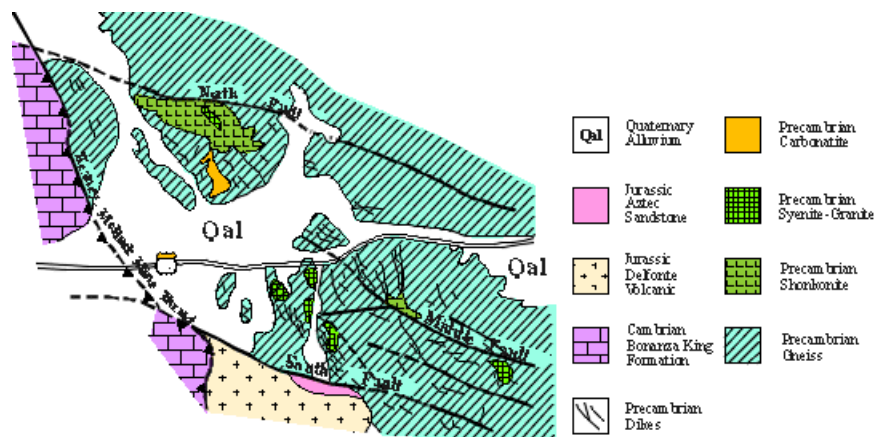 North Fault
Qal
Qal
Middle Fault
South Fault
Qal
Quaternary
Alluvium
Precambrian
Carbonatite
Jurassic
Aztec
Sandstone
Precambrian
Syenite-Granite
Jurassic
Delfonte
Volcanic
Precambrian
Shonkonite
Cambrian
Bonanza King
Formation
Precambrian
Gneiss
Precambrian
Dikes